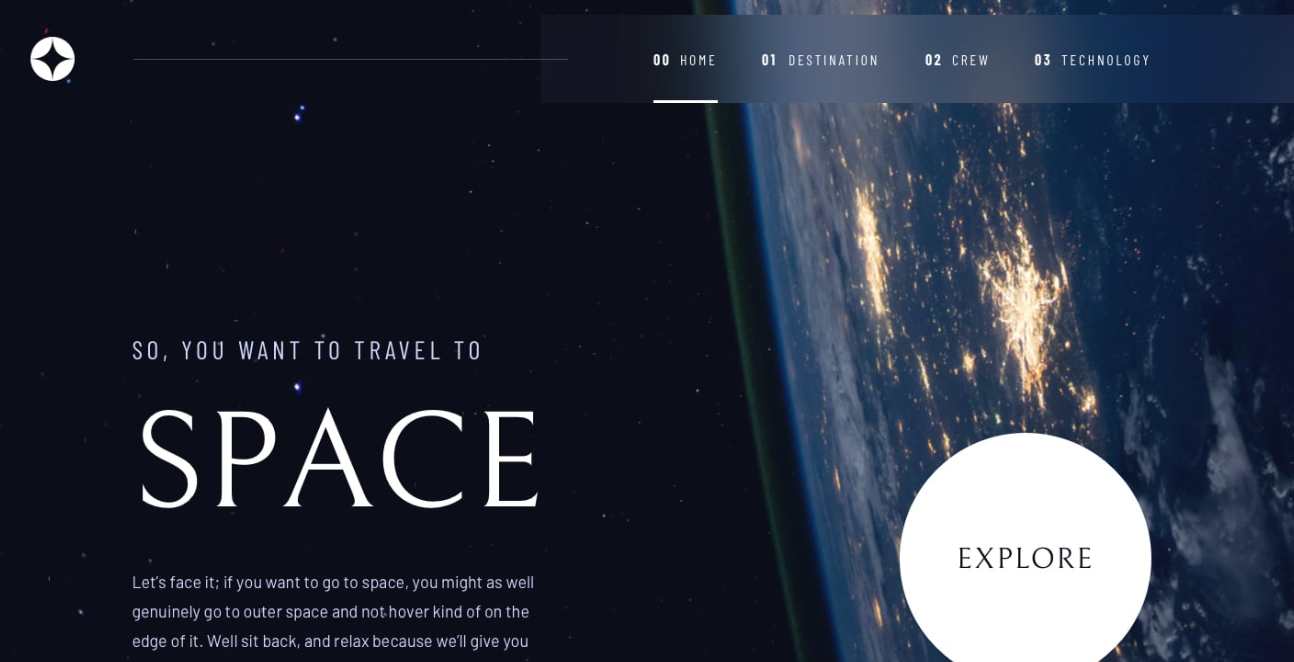 00 HOME 01 DESTINATION 02 CREW 03 TECHNOLOGY
SO, YOU WANT TO TRAVEL TO
SPACE
Let’s face it; if you want to go to space, you might as well
genuinely go to outer space and not hover kind of on the
edge of it. Well sit back, and relax because we’ll give you
EXPLORE